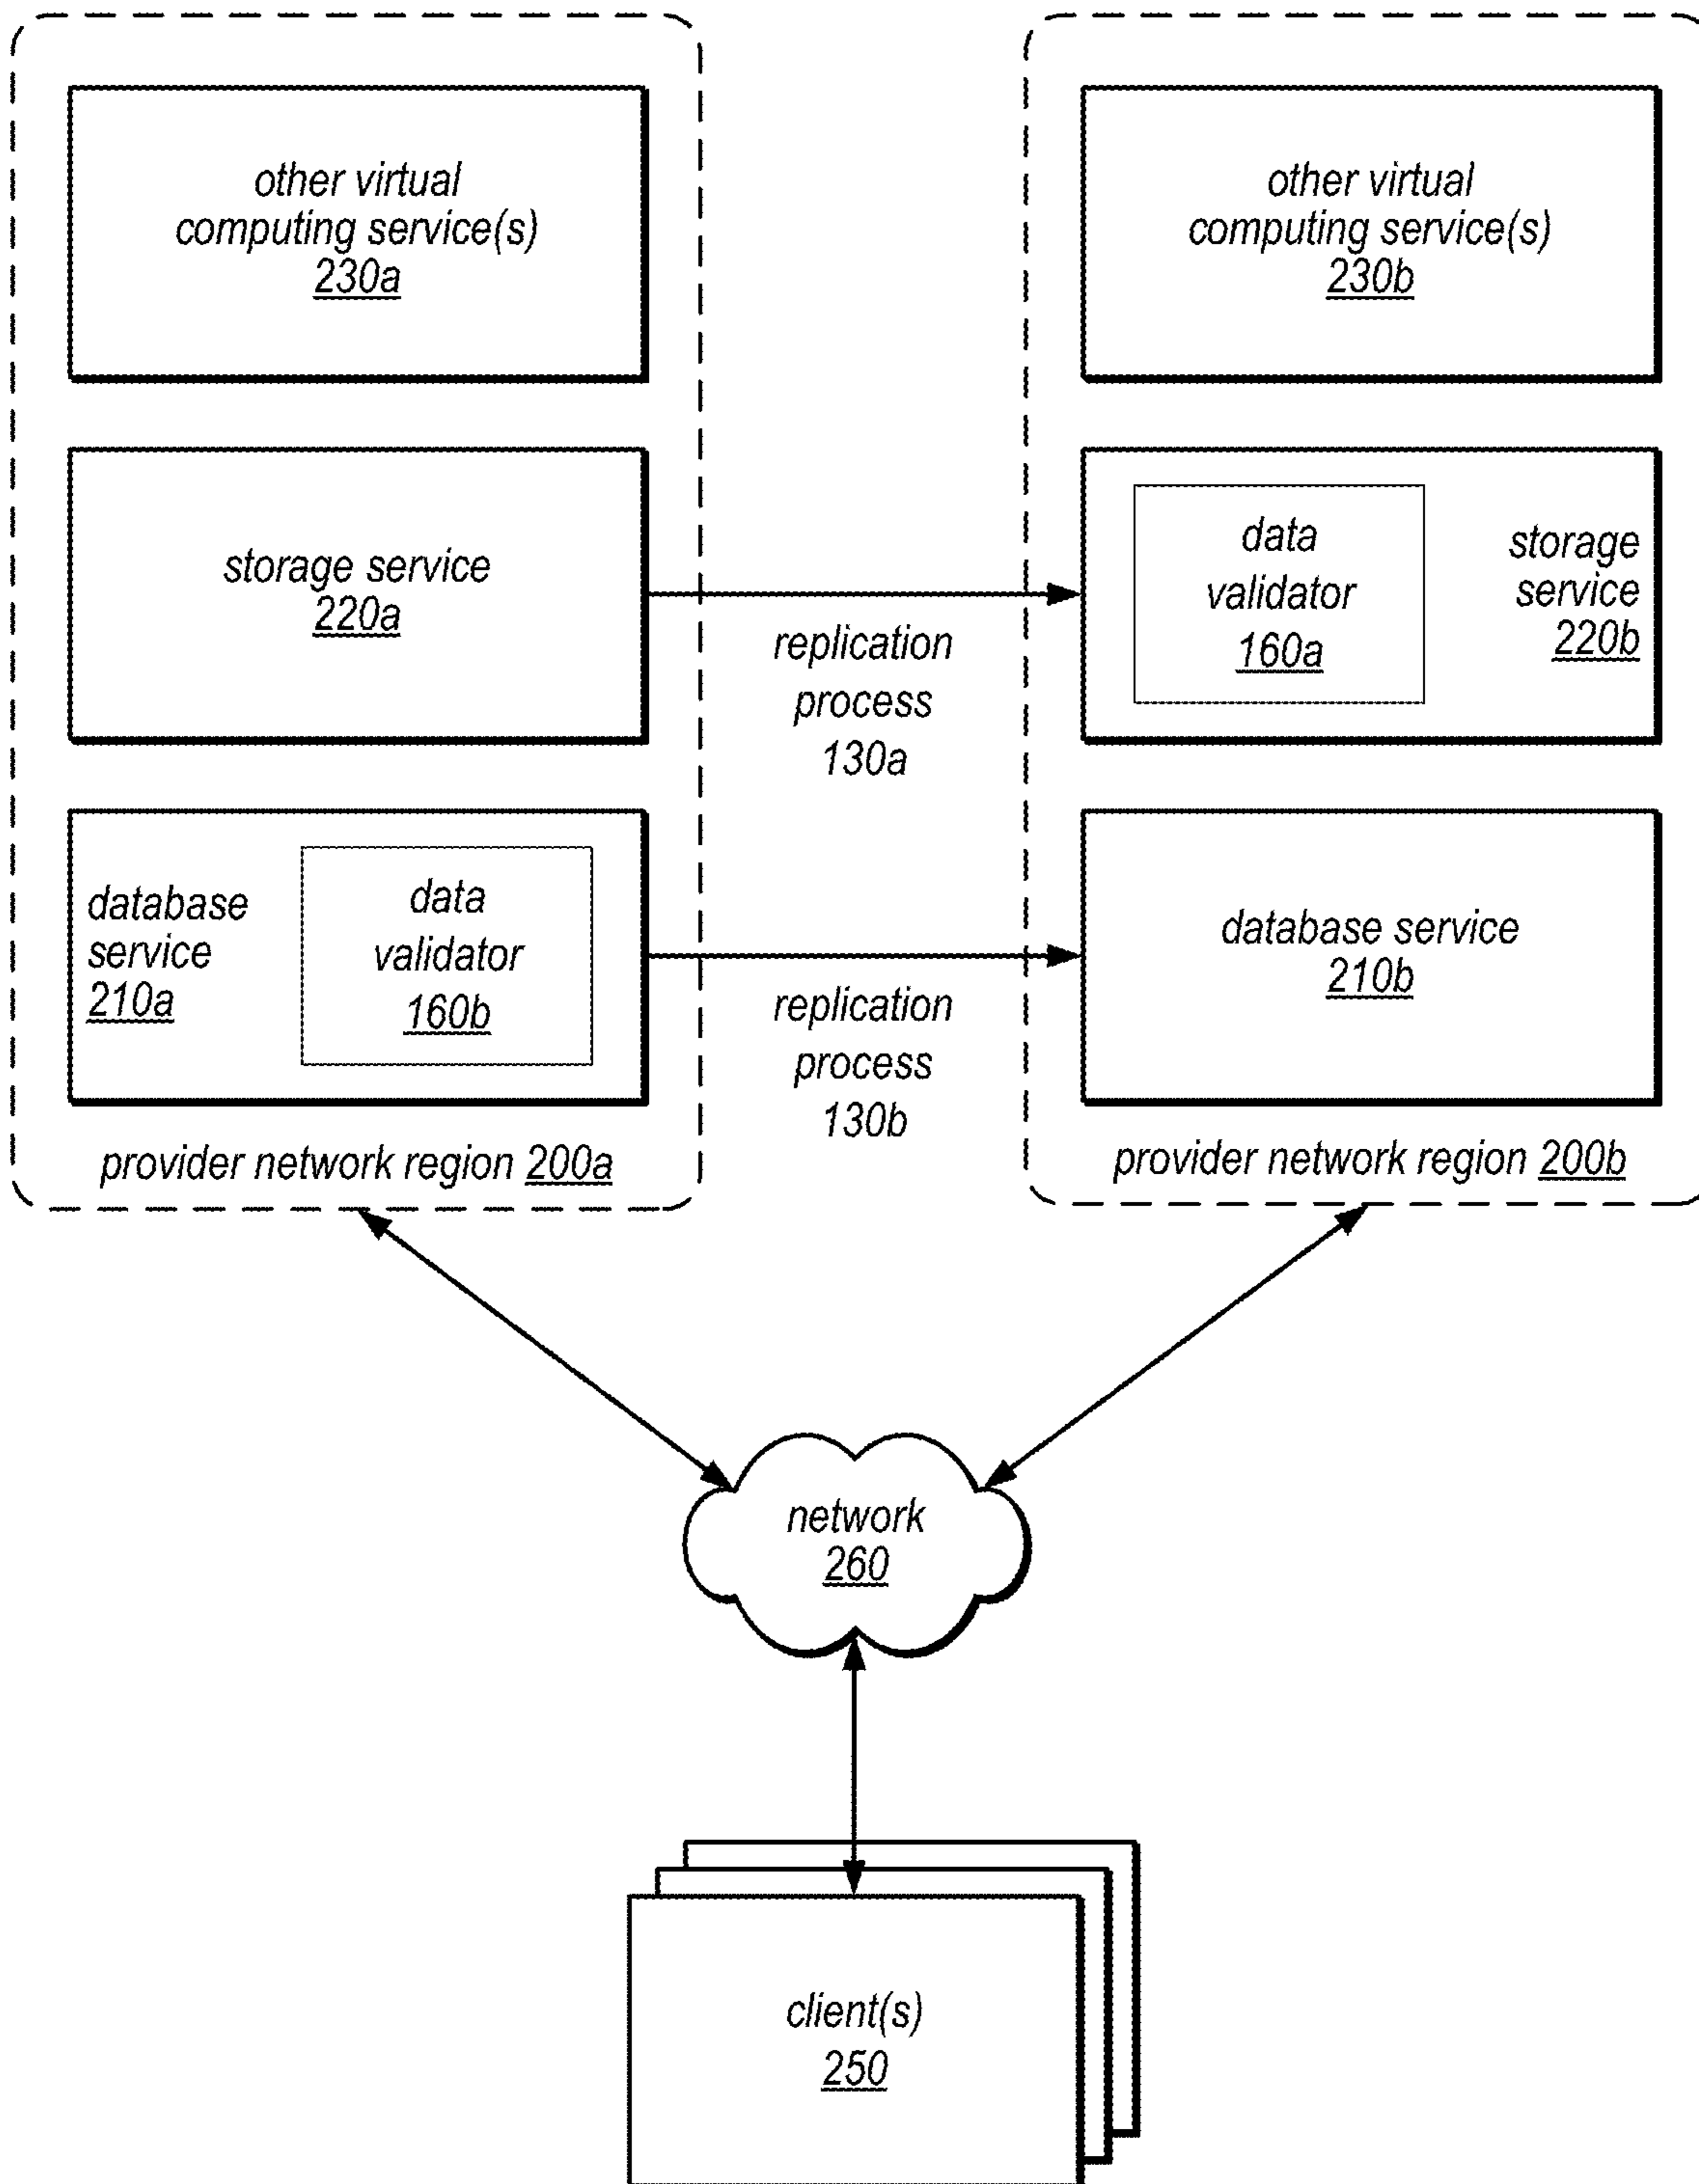 other virtual
computing service(s)
230a
storage service
220a
database
service
210a
data
validator
160b
provider network region 200a
replication
process
130a
replication
process
130b
other virtual
computing service(s)
230b
data
validator
160a
storage
service
220b
database service
210b
provider network region 200b
network
260
client(s)
250